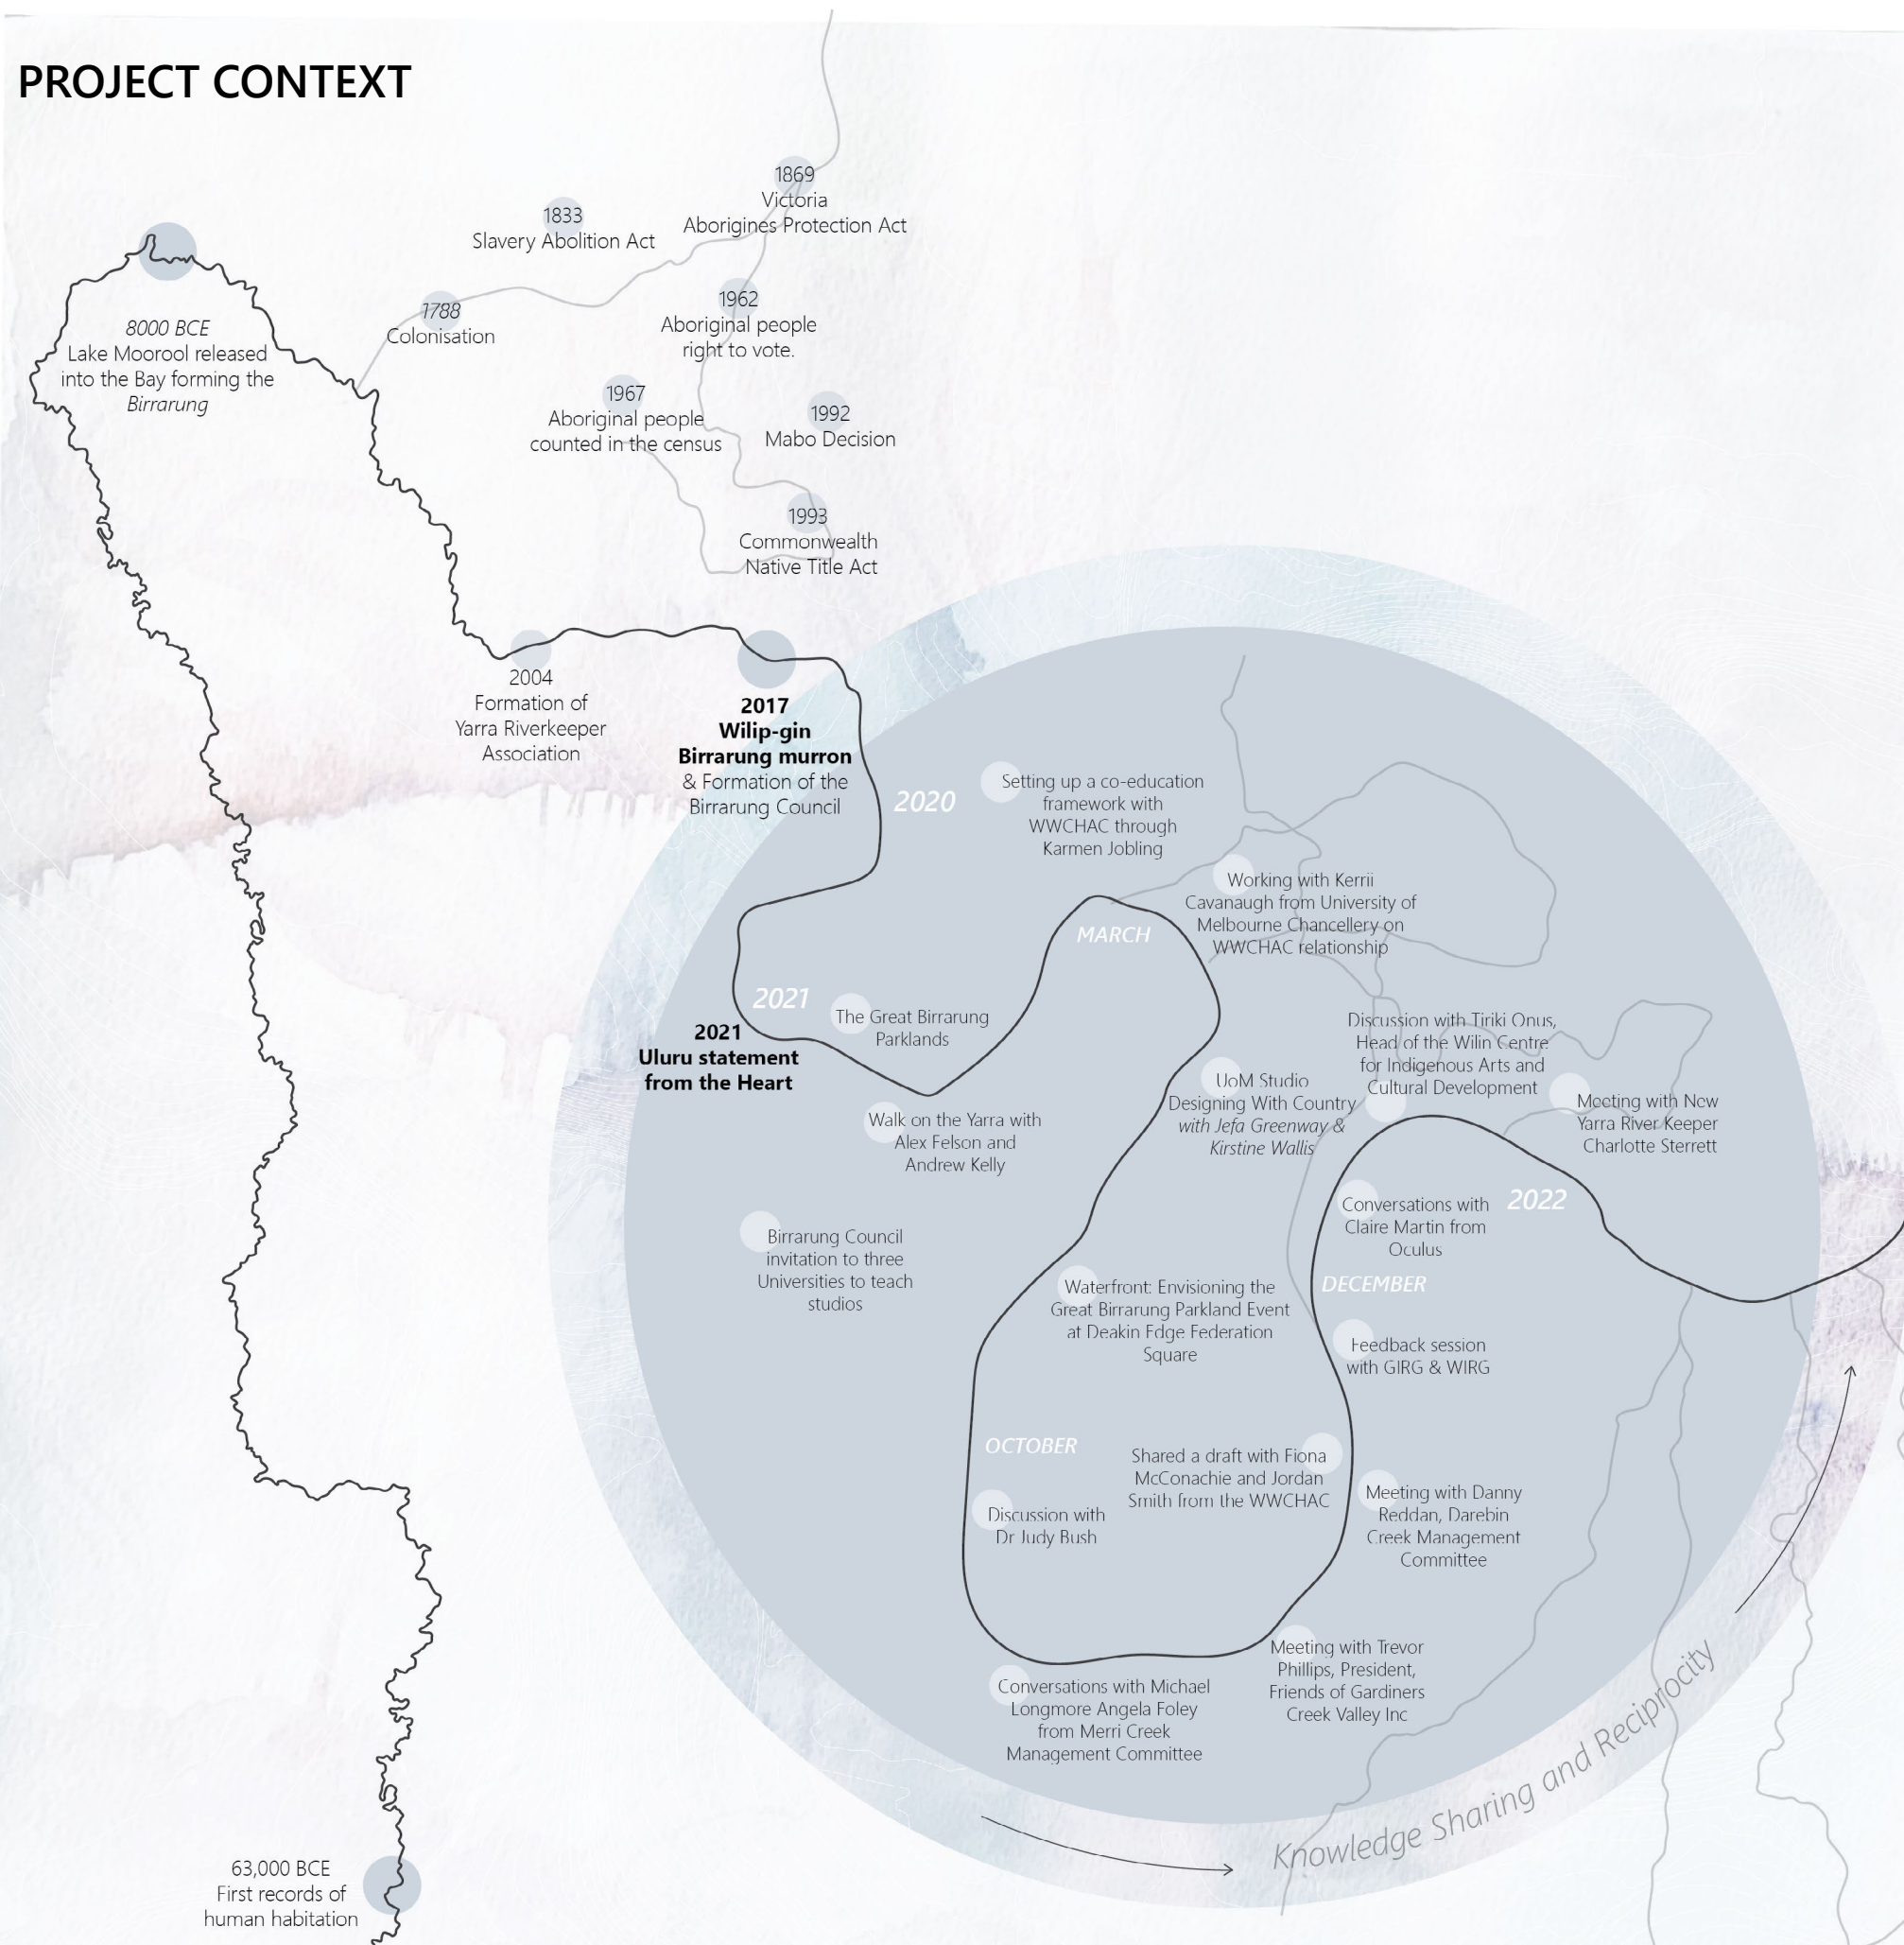 PROJECT CONTEXT
1869
Victoria
Aborigines Protection Act
1833
Slavery Abolition Act
1788
Colonisation
1962
Aboriginal people
right to vote.
8000 BCE
Lake Moorool released
into the Bay forming the
Birrarung
1967
Aboriginal people
counted in the census
1992
Mabo Decision
1993
Commonwealth
Native Title Act
2004
Formation of
Yarra Riverkeeper
Association
2017
Wilip-gin
Birrarung murron
& Formation of the
Birrarung Council
2020
Setting up a co-education
framework with
WWCHAC through
Karmen Jobling
Working with Kerrii
Cavanaugh from University of
Melbourne Chancellery on
WWCHAC relationship
MARCH
2021
2021
Uluru statement
from the Heart
The Great Birrarung
Parklands
Walk on the Yarra with
Alex Felson and
Andrew Kelly
Birrarung Council
invitation to three
Universities to teach
studios
UoM Studio
Designing With Country
with Jefa Greenway &
Kirstine Wallis
Discussion with Tiriki Onus,
Head of the Wilin Centre
for Indigenous Arts and
Cultural Development
Meeting with New
Yarra River Keeper
Charlotte Sterrett
2022
Conversations with
Claire Martin from
Oculus
DECEMBER
Waterfront: Envisioning the
Great Birrarung Parkland Event
at Deakin Edge Federation
Square
Feedback session
with GIRG & WIRG
OCTOBER
Discussion with
Dr Judy Bush
Shared a draft with Fiona
McConachie and Jordan
Smith from the WWCHAC
Meeting with Danny
Reddan, Darebin
Creek Management
Committee
Meeting with Trevor
Phillips, President,
Friends of Gardiners
Creek Valley Inc
Conversations with Michael
Longmore Angela Foley
from Merri Creek
Management Committee
Knowledge Sharing and Reciprocity
63,000 BCE
First records of
human habitation